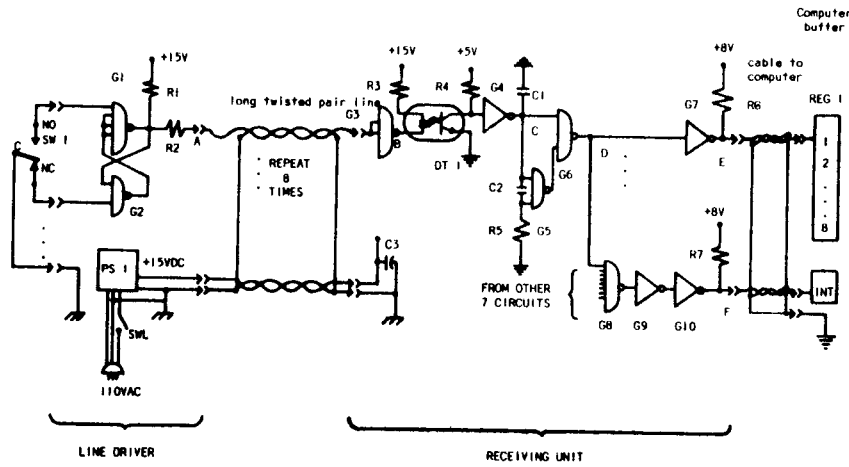 Computer
buffer
+8V
cable to
computer
+15V
G1
R1
long twisted pair line
+15V
+5V
R3
R4
G4
C1
G7
R6
REG 1
NO
SW 1
C
NC
R2
A
G3
B
DT 1
C
G6
D
E
1
2
8
REPEAT
8
TIMES
G2
C2
R5
G5
+8V
R7
PS 1
+15VDC
C3
FROM OTHER
7 CIRCUITS
G8
G9
G10
F
INT
SWL
110VAC
LINE DRIVER
RECEIVING UNIT